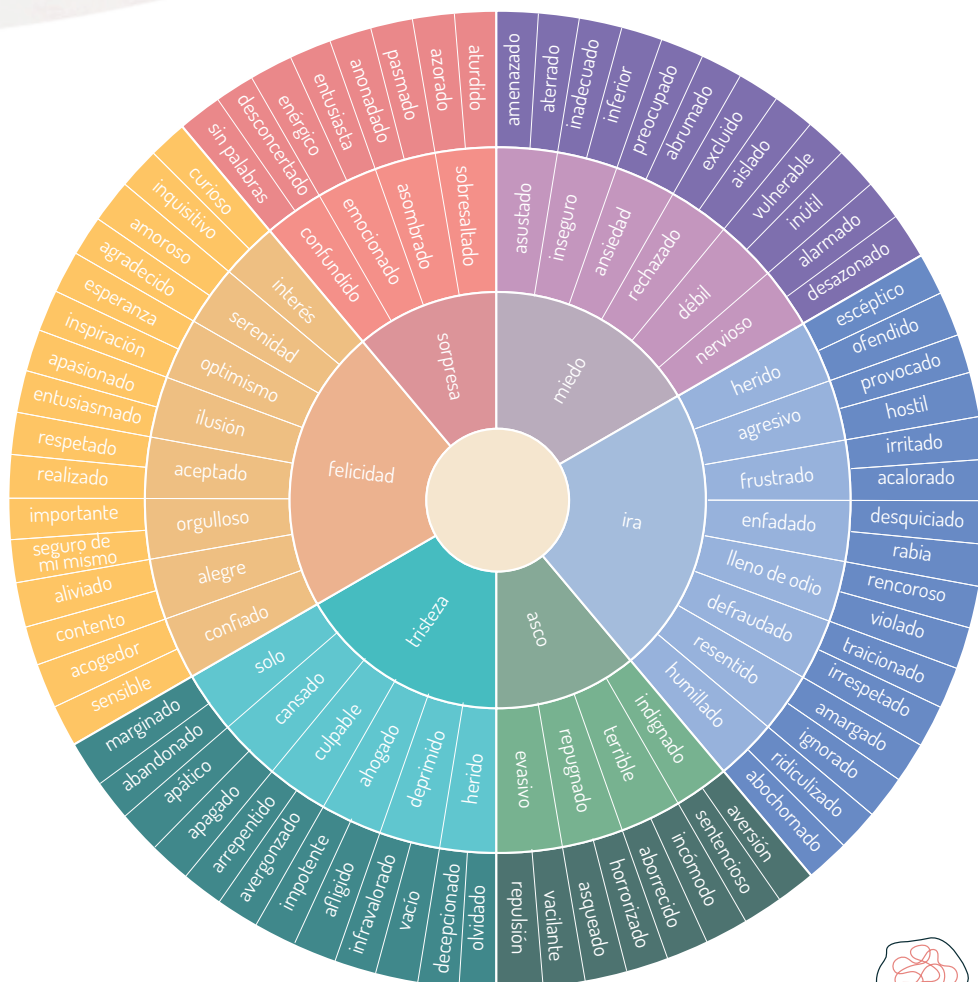 miedo
ira
asco
tristeza
felicidad
sorpresa
asustado
inseguro
ansiedad
rechazado
débil
nervioso
herido
agresivo
frustrado
enfadado
lleno de odio
defraudado
resentido
humillado
indignado
terrible
repugnado
evasivo
herido
deprimido
ahogado
culpable
cansado
solo
confiado
alegre
orgulloso
aceptado
ilusión
optimismo
serenidad
interés
confundido
emocionado
asombrado
sobresaltado
amenazado
aterrado
inadecuado
inferior
preocupado
abrumado
excluido
aislado
vulnerable
inútil
alarmado
desazonado
escéptico
ofendido
provocado
hostil
irritado
acalorado
desquiciado
rabia
rencoroso
violado
traicionado
irrespetado
amargado
ignorado
ridiculizado
abochornado
aversión
sentencioso
incómodo
aborrecido
horrorizado
asqueado
vacilante
repulsión
olvidado
decepcionado
vacío
infravalorado
afligido
impotente
avergonzado
arrepentido
apagado
apático
abandonado
marginado
sensible
acogedor
contento
aliviado
seguro de
mí mismo
importante
realizado
respetado
entusiasmado
apasionado
inspiración
esperanza
agradecido
amoroso
inquisitivo
curioso
sin palabras
desconcertado
enérgico
entusiasta
anonadado
pasmado
azorado
aturdido